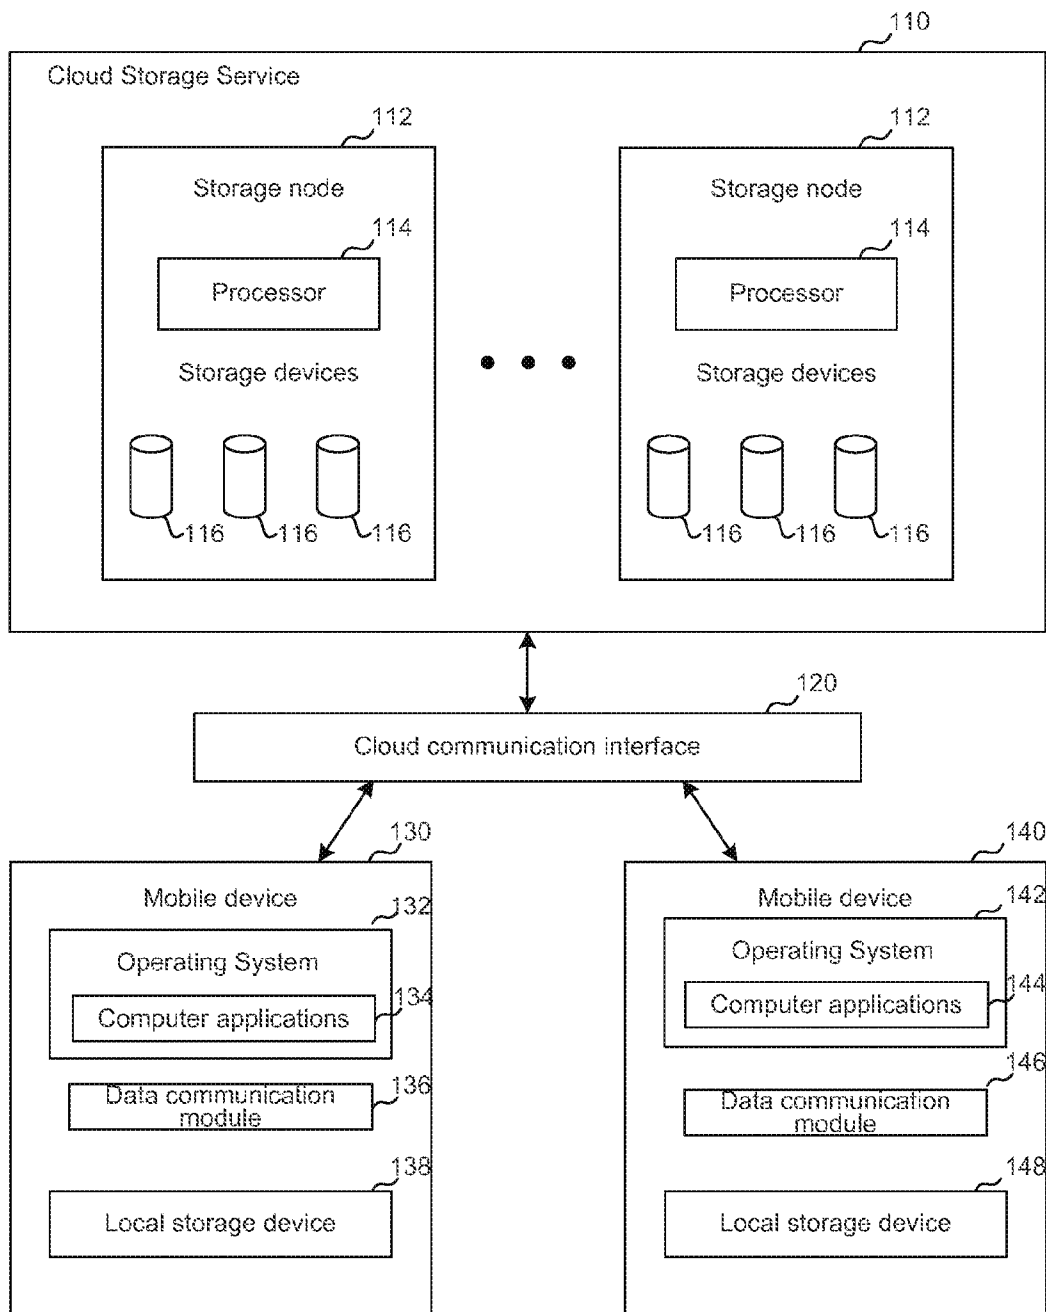 110
Cloud Storage Service
112 112
Storage node Storage node
114 114
Processor Processor
Storage devices Storage devices
116 116 116 116 116 116
120
Cloud communication interface
130 140
Mobile device Mobile device
132 142
Operating System Operating System
134 144
Computer applications Computer applications
136 146
Data communication Data communication
module module
138 148
Local storage device Local storage device